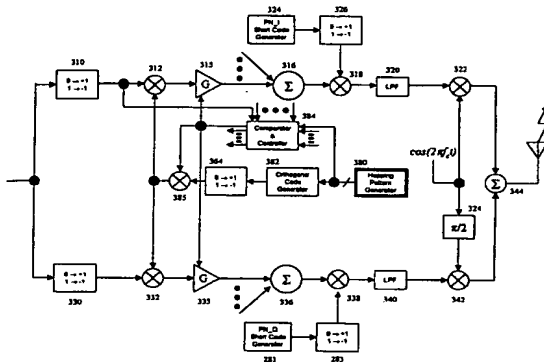 324
326
PN_I
Short Code
Generator
0→+1
1→-1
310
312
315
316
318
320
322
0→+1
1→-1
G
Σ
LPF
384
Comparator
&
Controller
cos(2πf_c t)
364
382
380
0→+1
1→-1
Orthogonal
Code
Generator
Hopping
Pattern
Generator
385
Σ
344
324
π/2
0→+1
1→-1
G
Σ
LPF
330
332
335
336
338
340
342
PN_Q
Short Code
Generator
0→+1
1→-1
281
283